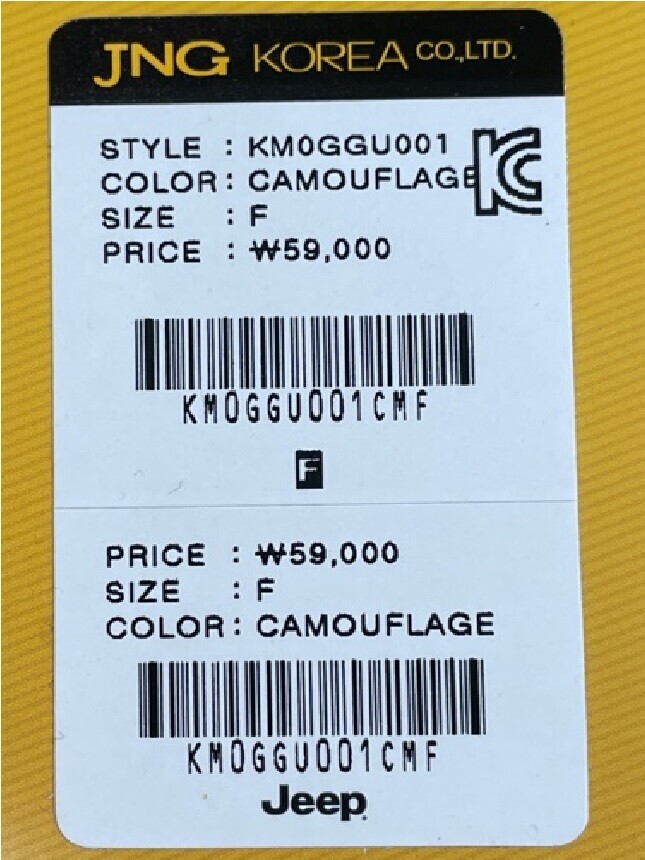 JNG KOREA CO.,LTD.
STYLE : KM0GGU001
COLOR : CAMOUFLAGE
KC
SIZE : F
PRICE : ₩59,000
KM0GGU001CMF
F
PRICE : ₩59,000
SIZE : F
COLOR : CAMOUFLAGE
KM0GGU001CMF
Jeep